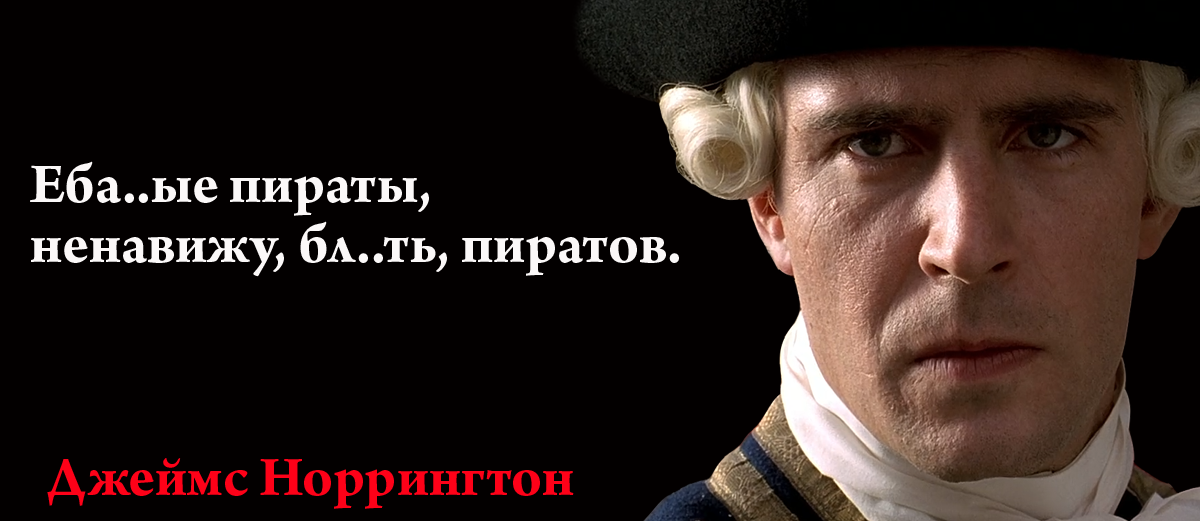 Еба..ые пираты,
ненавижу, бл..ть, пиратов.
Джеймс Норрингтон